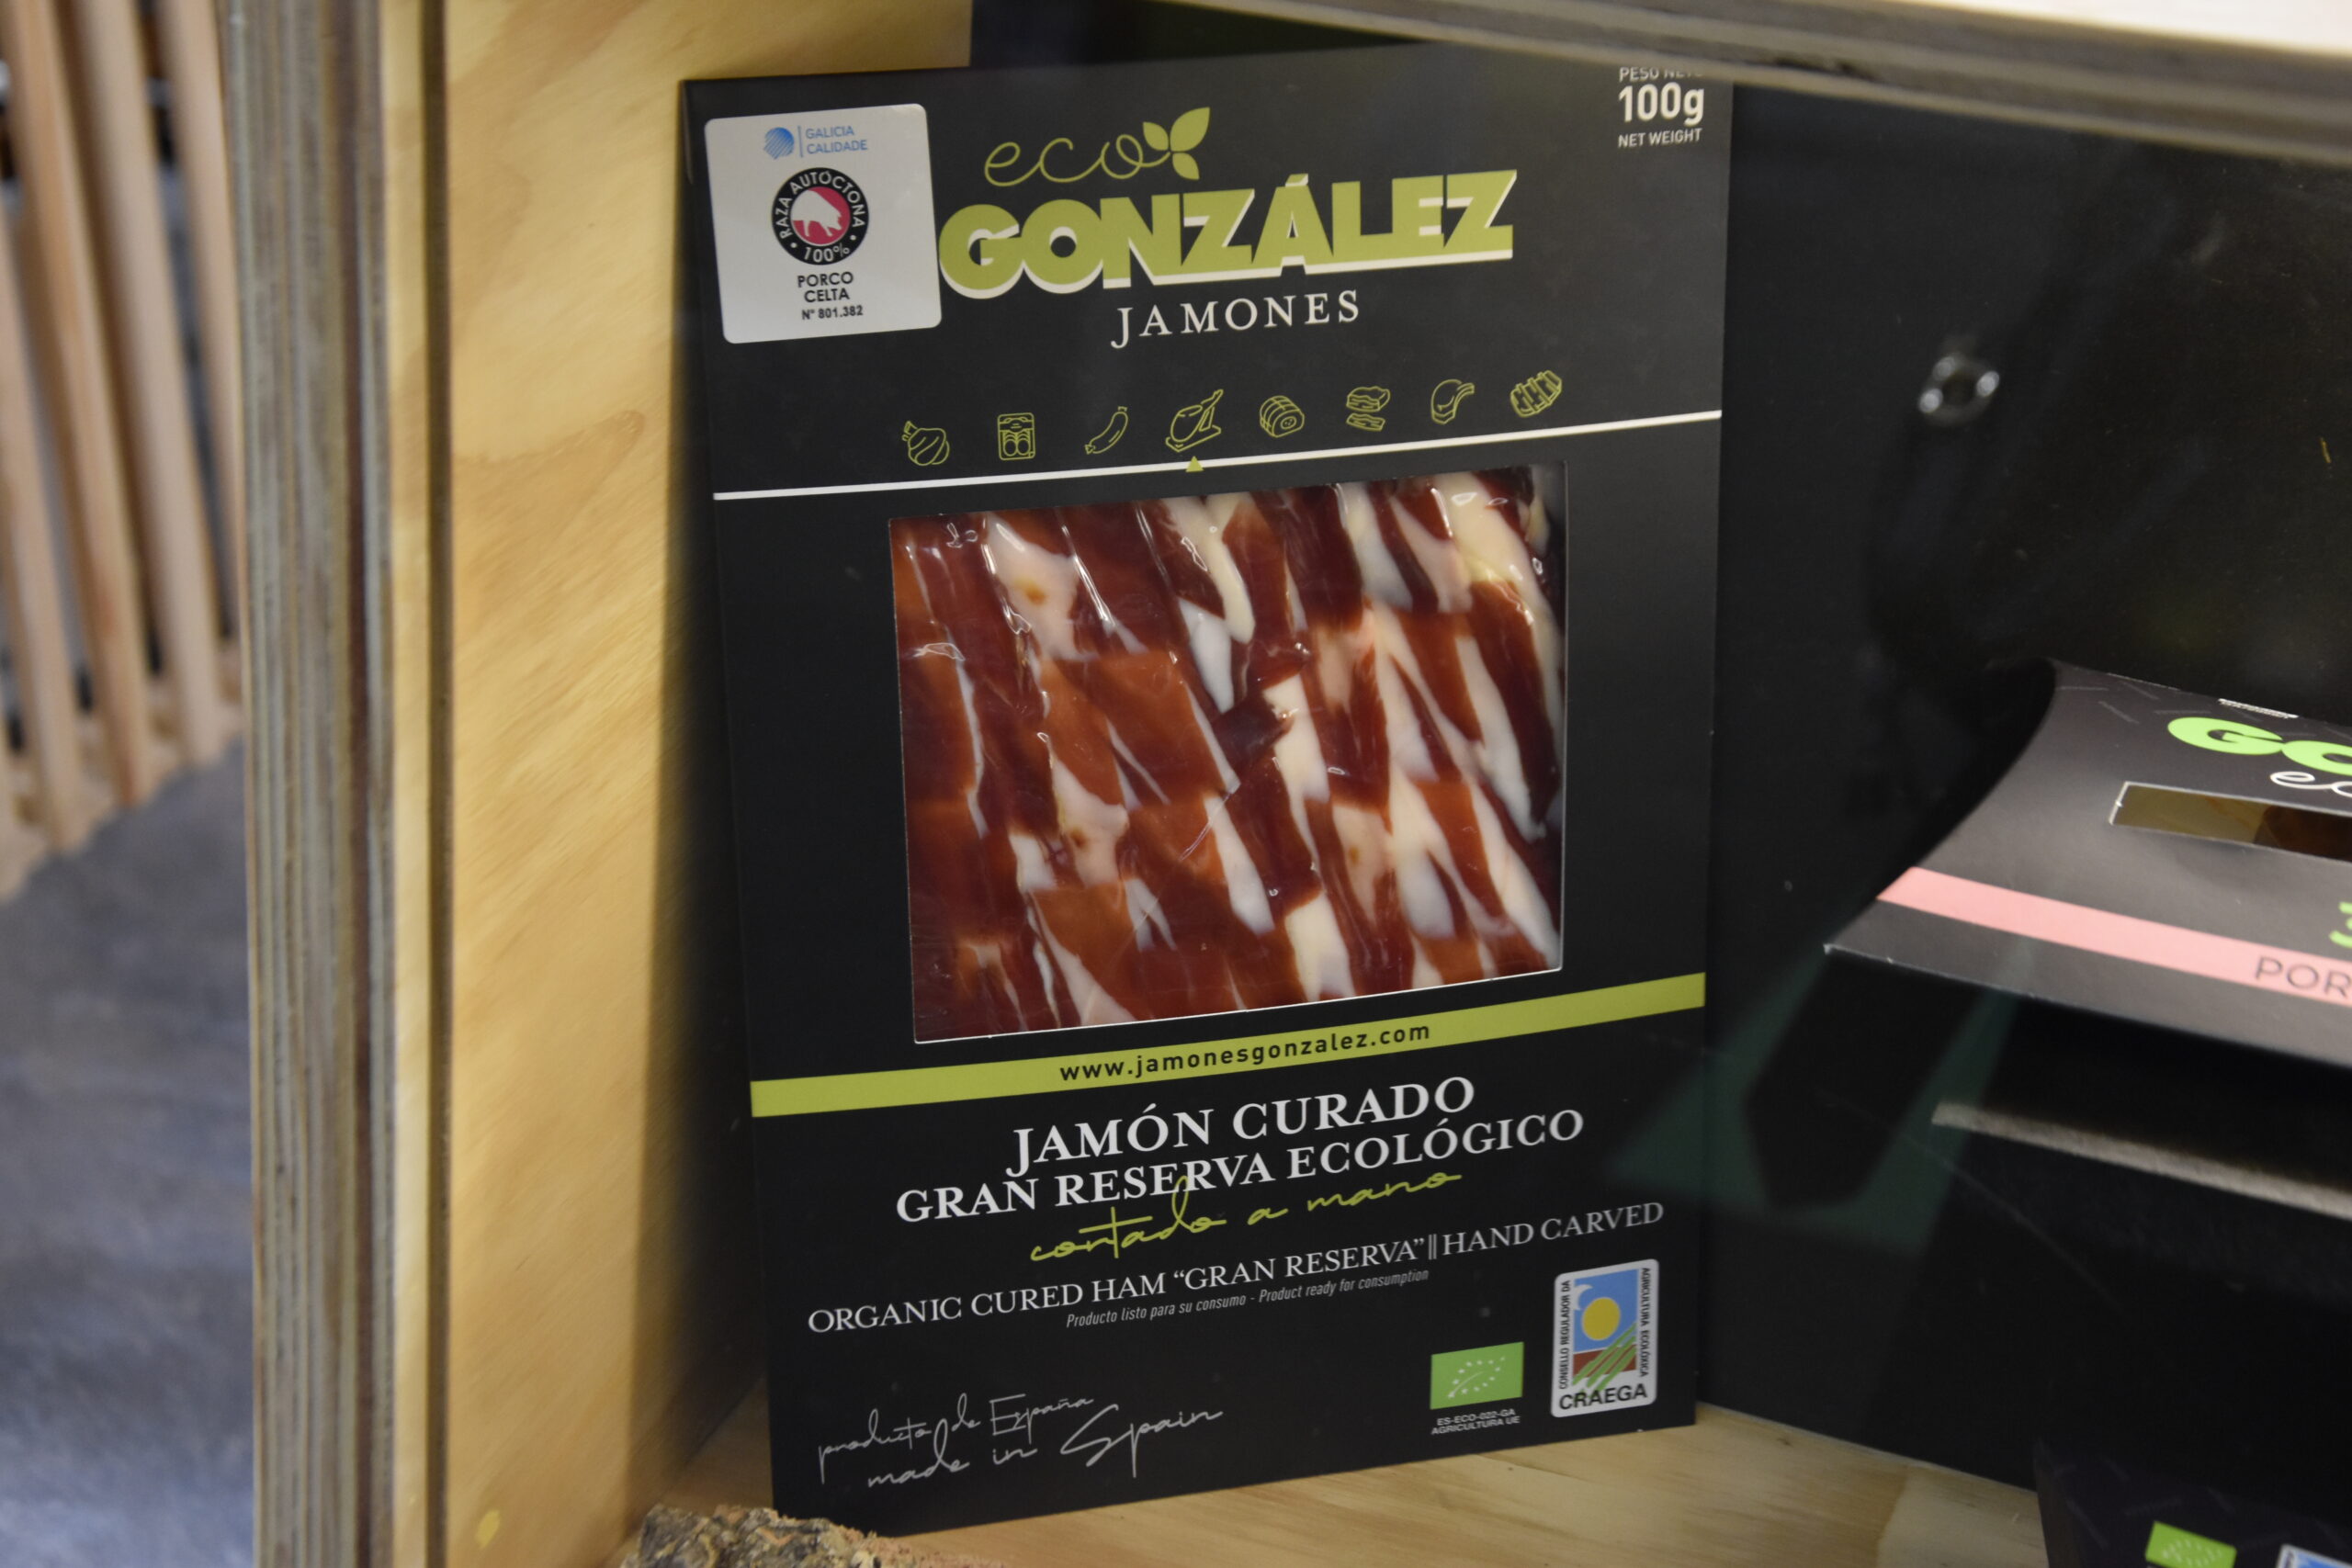 GALICIA
CALIDADE
RAZA AUTÓCTONA
100%
PORCO
CELTA
Nº 801.382
eco
GONZÁLEZ
JAMONES
100g
NET WEIGHT
www.jamonesgonzalez.com
JAMÓN CURADO
GRAN RESERVA ECOLÓGICO
cortado a mano
ORGANIC CURED HAM “GRAN RESERVA” || HAND CARVED
Producto listo para su consumo - Product ready for consumption
producto de España
made in Spain
ES-ECO-022-GA
AGRICULTURA UE
CONSELLO REGULADOR DA
AGRICULTURA ECOLÓXICA
CRAEGA